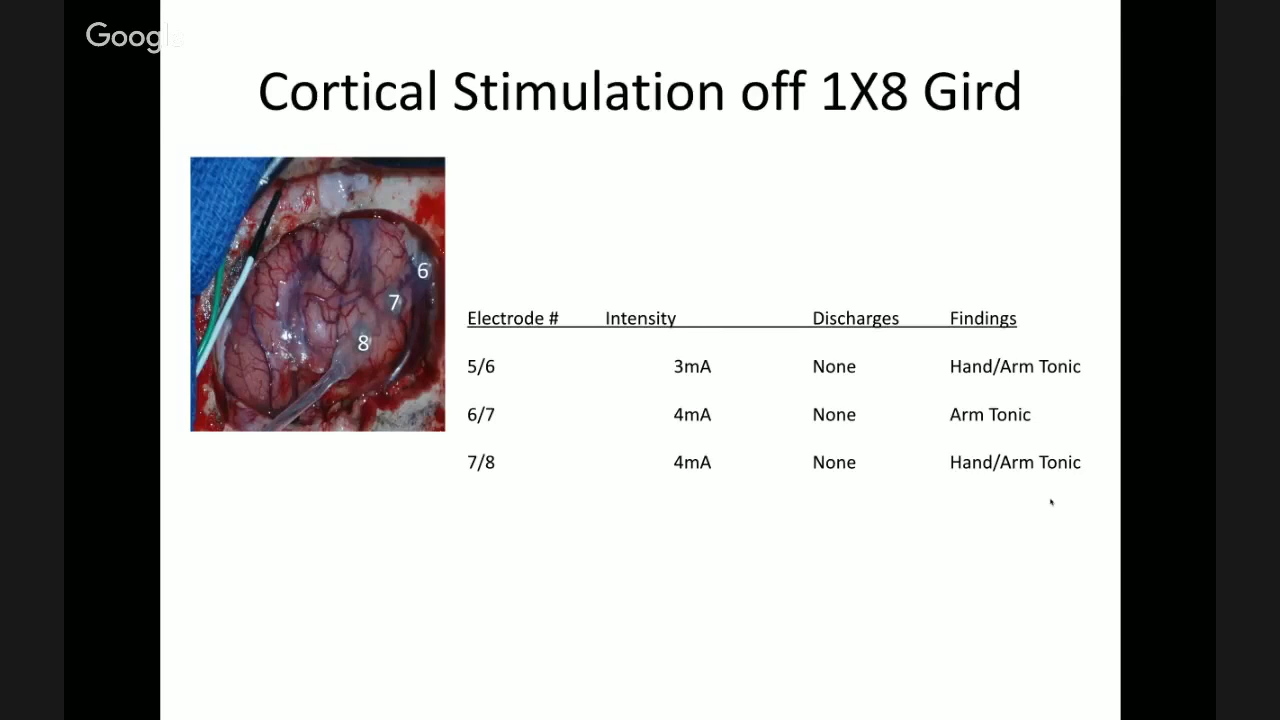 Google
Cortical Stimulation off 1X8 Gird
6
7
8
Electrode # Intensity Discharges Findings
5/6 3mA None Hand/Arm Tonic
6/7 4mA None Arm Tonic
7/8 4mA None Hand/Arm Tonic